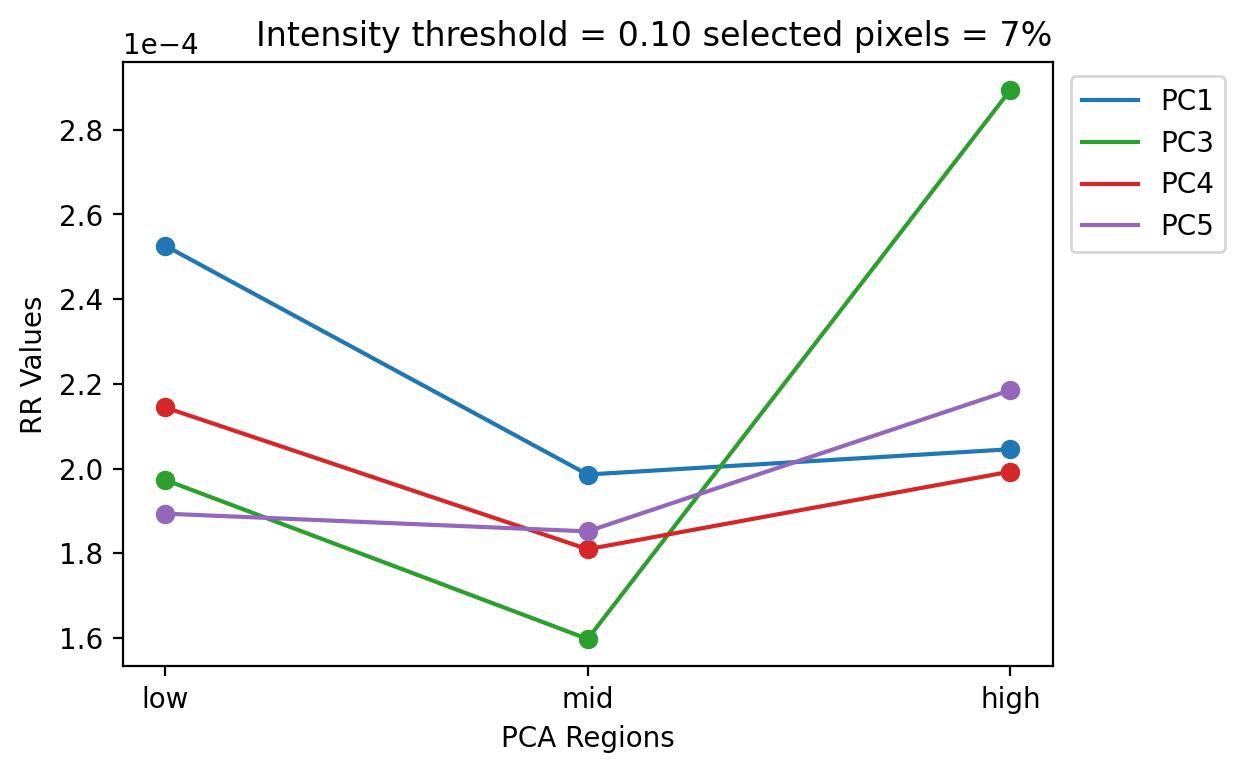 Intensity threshold = 0.10 selected pixels = 7%
1e−4
2.8
2.6
2.4
2.2
2.0
1.8
1.6
RR Values
low
mid
high
PCA Regions
PC1
PC3
PC4
PC5